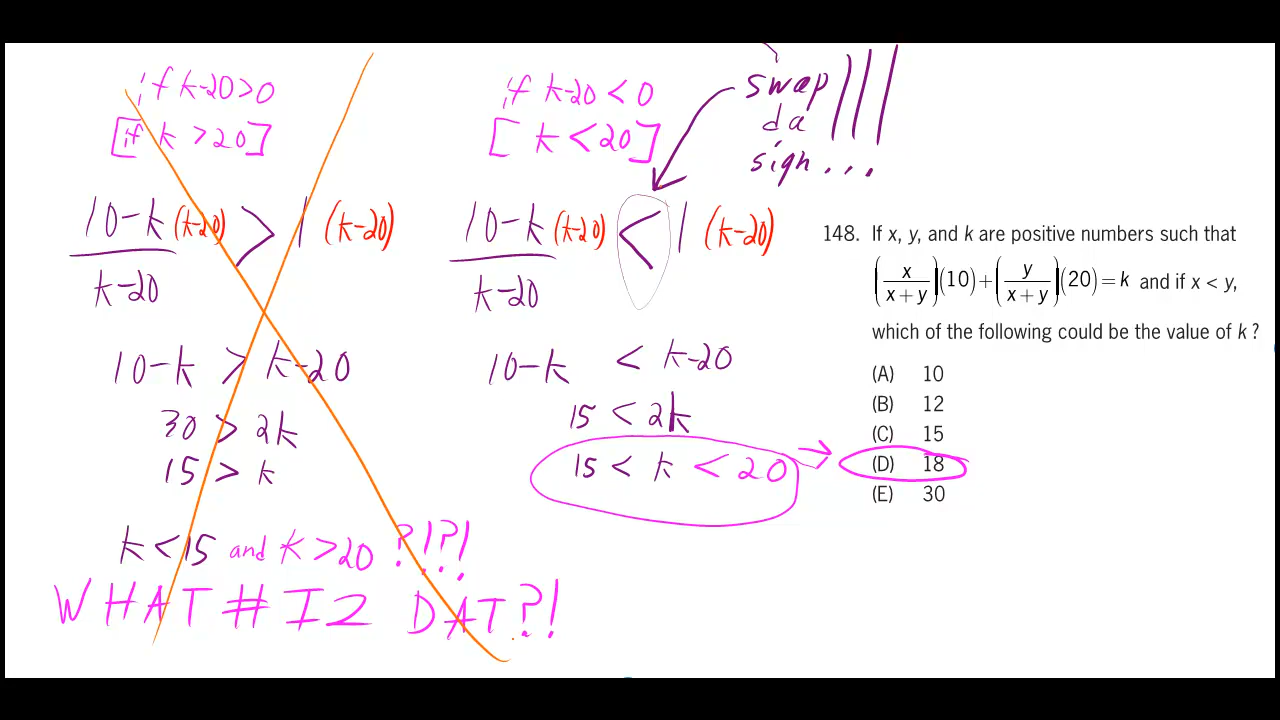 if k-20>0
[if k >20]
10-k (k-20) > 1 (k-20)
k-20
10-k > k-20
30 > 2k
15 > k
k<15 and k>20 ?!?!
WHAT # IZ DAT?!
if k-20<0
[ k <20]
swap
da
sign...
10-k (k-20) < 1 (k-20)
k-20
10-k < k-20
15 < 2k
15 < k < 20
148. If x, y, and k are positive numbers such that
(x/(x+y))(10)+(y/(x+y))(20)=k and if x < y,
which of the following could be the value of k?
(A) 10
(B) 12
(C) 15
(D) 18
(E) 30